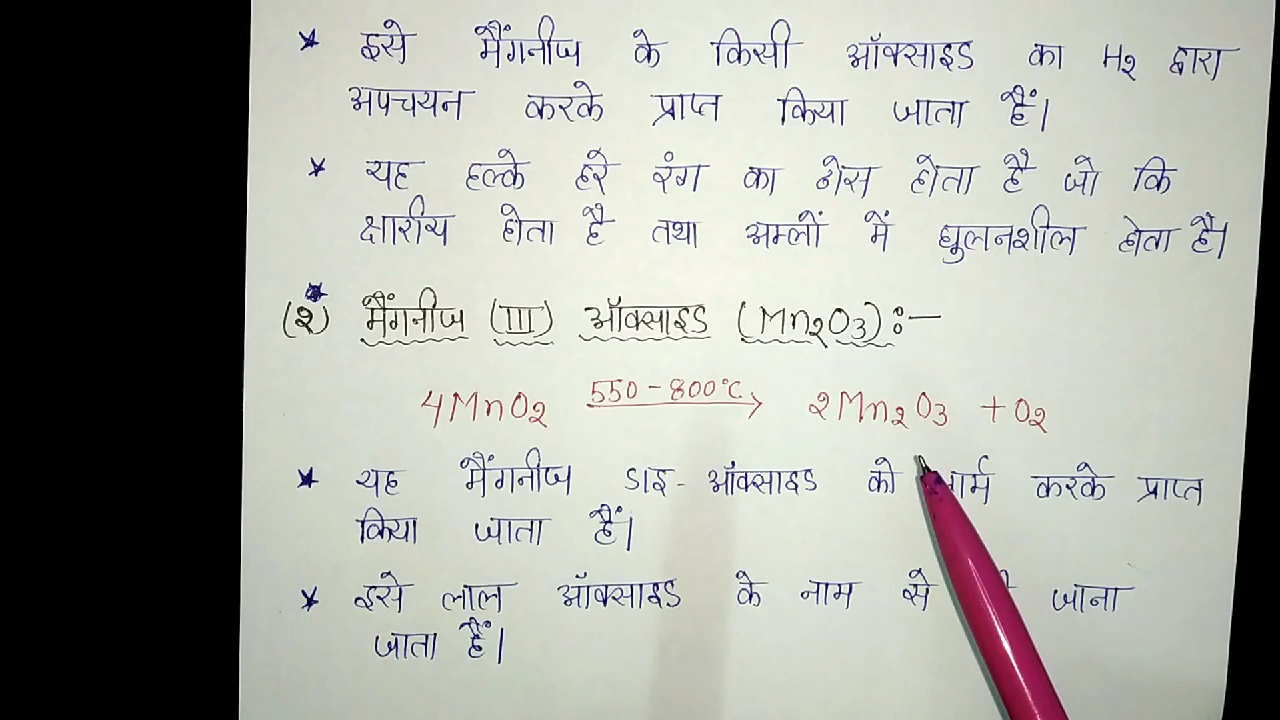 * इसे मैंगनीज के किसी ऑक्साइड का H₂ द्वारा
अपचयन करके प्राप्त किया जाता हैं।
* यह हल्के हरे रंग का ठोस होता है जो कि
क्षारीय होता है तथा अम्लों में घुलनशील होता है।
(२) मैंगनीज (III) ऑक्साइड (Mn₂O₃):—
4MnO₂ 550-800°C → 2Mn₂O₃ + O₂
* यह मैंगनीज डाइ-ऑक्साइड को करके प्राप्त
किया जाता हैं।
* इसे लाल ऑक्साइड के नाम से जाना
जाता हैं।